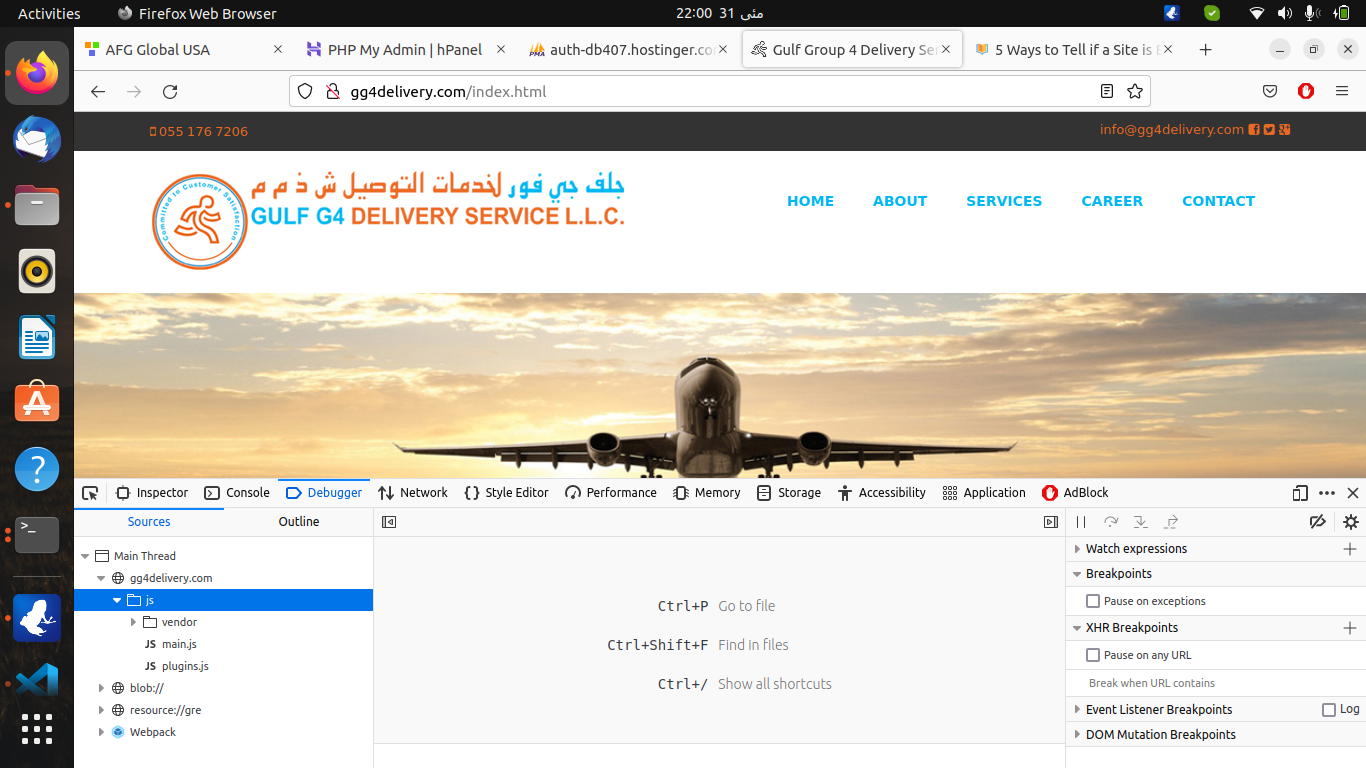 Activities
Firefox Web Browser
22:00 31 مئی
AFG Global USA
PHP My Admin | hPanel
auth-db407.hostinger.co
Gulf Group 4 Delivery Se
5 Ways to Tell if a Site is
gg4delivery.com/index.html
055 176 7206
info@gg4delivery.com
Committed to Customer Satisfaction
جلف جي فور لخدمات التوصيل ش ذ م م
GULF G4 DELIVERY SERVICE L.L.C.
HOME ABOUT SERVICES CAREER CONTACT
Inspector Console Debugger Network Style Editor Performance Memory Storage Accessibility Application AdBlock
Sources Outline
Main Thread
gg4delivery.com
js
vendor
JS main.js
JS plugins.js
blob://
resource://gre
Webpack
Ctrl+P Go to file
Ctrl+Shift+F Find in files
Ctrl+/ Show all shortcuts
Watch expressions
Breakpoints
Pause on exceptions
XHR Breakpoints
Pause on any URL
Break when URL contains
Event Listener Breakpoints Log
DOM Mutation Breakpoints